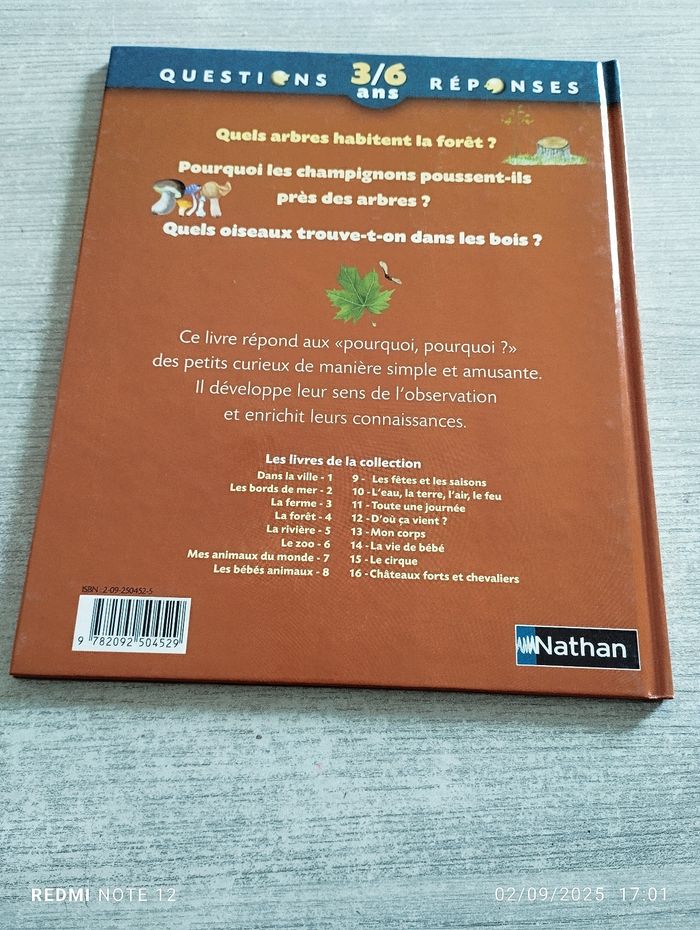 QUESTIONS 3/6 ans RÉPONSES
Quels arbres habitent la forêt ?
Pourquoi les champignons poussent-ils
près des arbres ?
Quels oiseaux trouve-t-on dans les bois ?
Ce livre répond aux «pourquoi, pourquoi ?»
des petits curieux de manière simple et amusante.
Il développe leur sens de l'observation
et enrichit leurs connaissances.
Les livres de la collection
Dans la ville - 1
Les bords de mer - 2
La ferme - 3
La forêt - 4
La rivière - 5
Le zoo - 6
Mes animaux du monde - 7
Les bébés animaux - 8
9 - Les fêtes et les saisons
10 - L'eau, la terre, l'air, le feu
11 - Toute une journée
12 - D'où ça vient ?
13 - Mon corps
14 - La vie de bébé
15 - Le cirque
16 - Châteaux forts et chevaliers
ISBN : 2-09-250452-5
9 782092 504529
Nathan
REDMI NOTE 12
02/09/2025 17:01